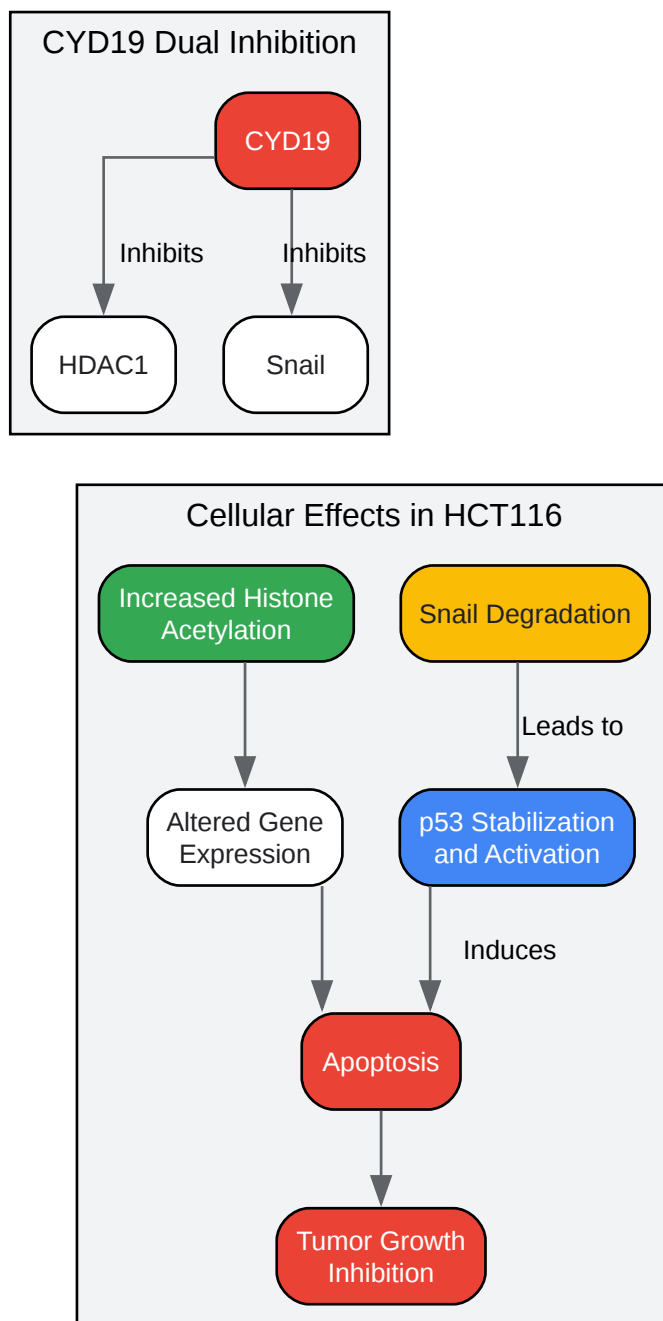 CYD19 Dual Inhibition
CYD19
Inhibits
Inhibits
HDAC1
Snail
Cellular Effects in HCT116
Increased Histone
Acetylation
Snail Degradation
Leads to
Altered Gene
Expression
p53 Stabilization
and Activation
Induces
Apoptosis
Tumor Growth
Inhibition